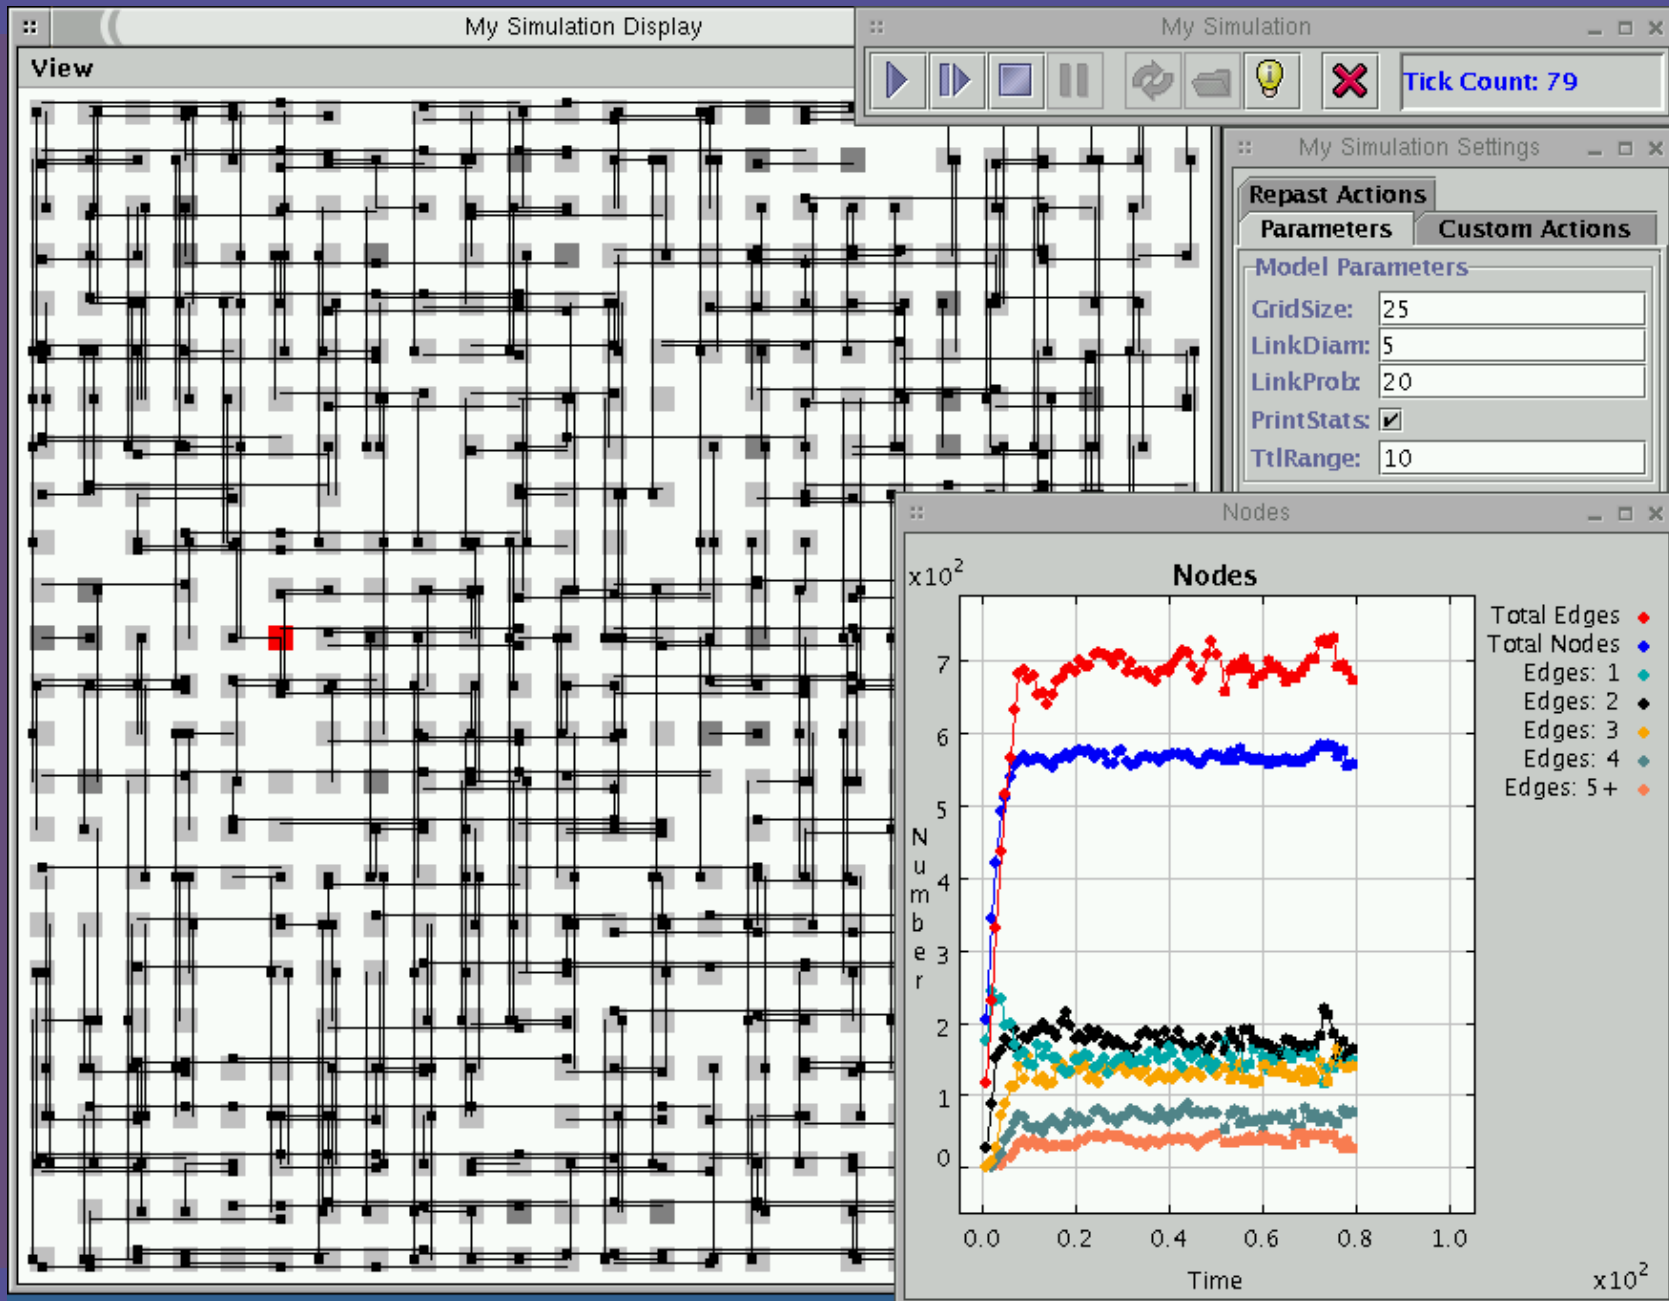 My Simulation Display
View
My Simulation
Tick Count: 79
My Simulation Settings
Repast Actions
Parameters
Custom Actions
Model Parameters
GridSize: 25
LinkDiam: 5
LinkProb: 20
PrintStats:
TtlRange: 10
Nodes
x10²
Nodes
Total Edges
Total Nodes
Edges: 1
Edges: 2
Edges: 3
Edges: 4
Edges: 5+
7
6
5
4
3
2
1
0
Number
0.0 0.2 0.4 0.6 0.8 1.0
Time
x10²